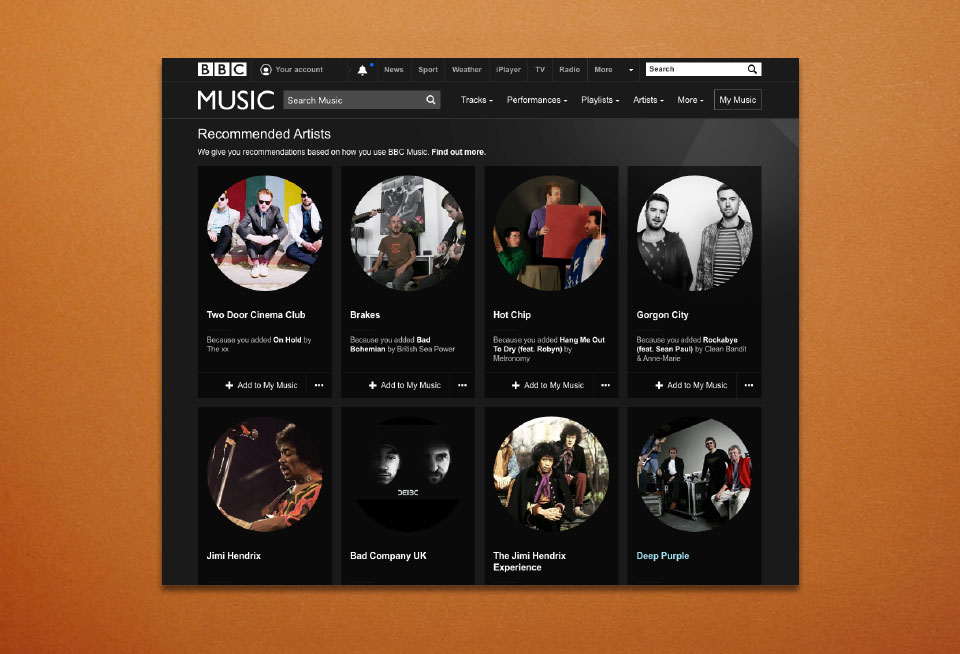 BBC Your account News Sport Weather iPlayer TV Radio More Search
MUSIC Search Music Tracks Performances Playlists Artists More My Music
Recommended Artists
We give you recommendations based on how you use BBC Music. Find out more.
Two Door Cinema Club
Because you added On Hold by
The xx
Add to My Music
Brakes
Because you added Bad
Bohemian by British Sea Power
Add to My Music
Hot Chip
Because you added Hang Me Out
To Dry (feat. Robyn) by
Metronomy
Add to My Music
Gorgon City
Because you added Rockabye
(feat. Sean Paul) by Clean Bandit
& Anne-Marie
Add to My Music
Jimi Hendrix
Bad Company UK
The Jimi Hendrix
Experience
Deep Purple